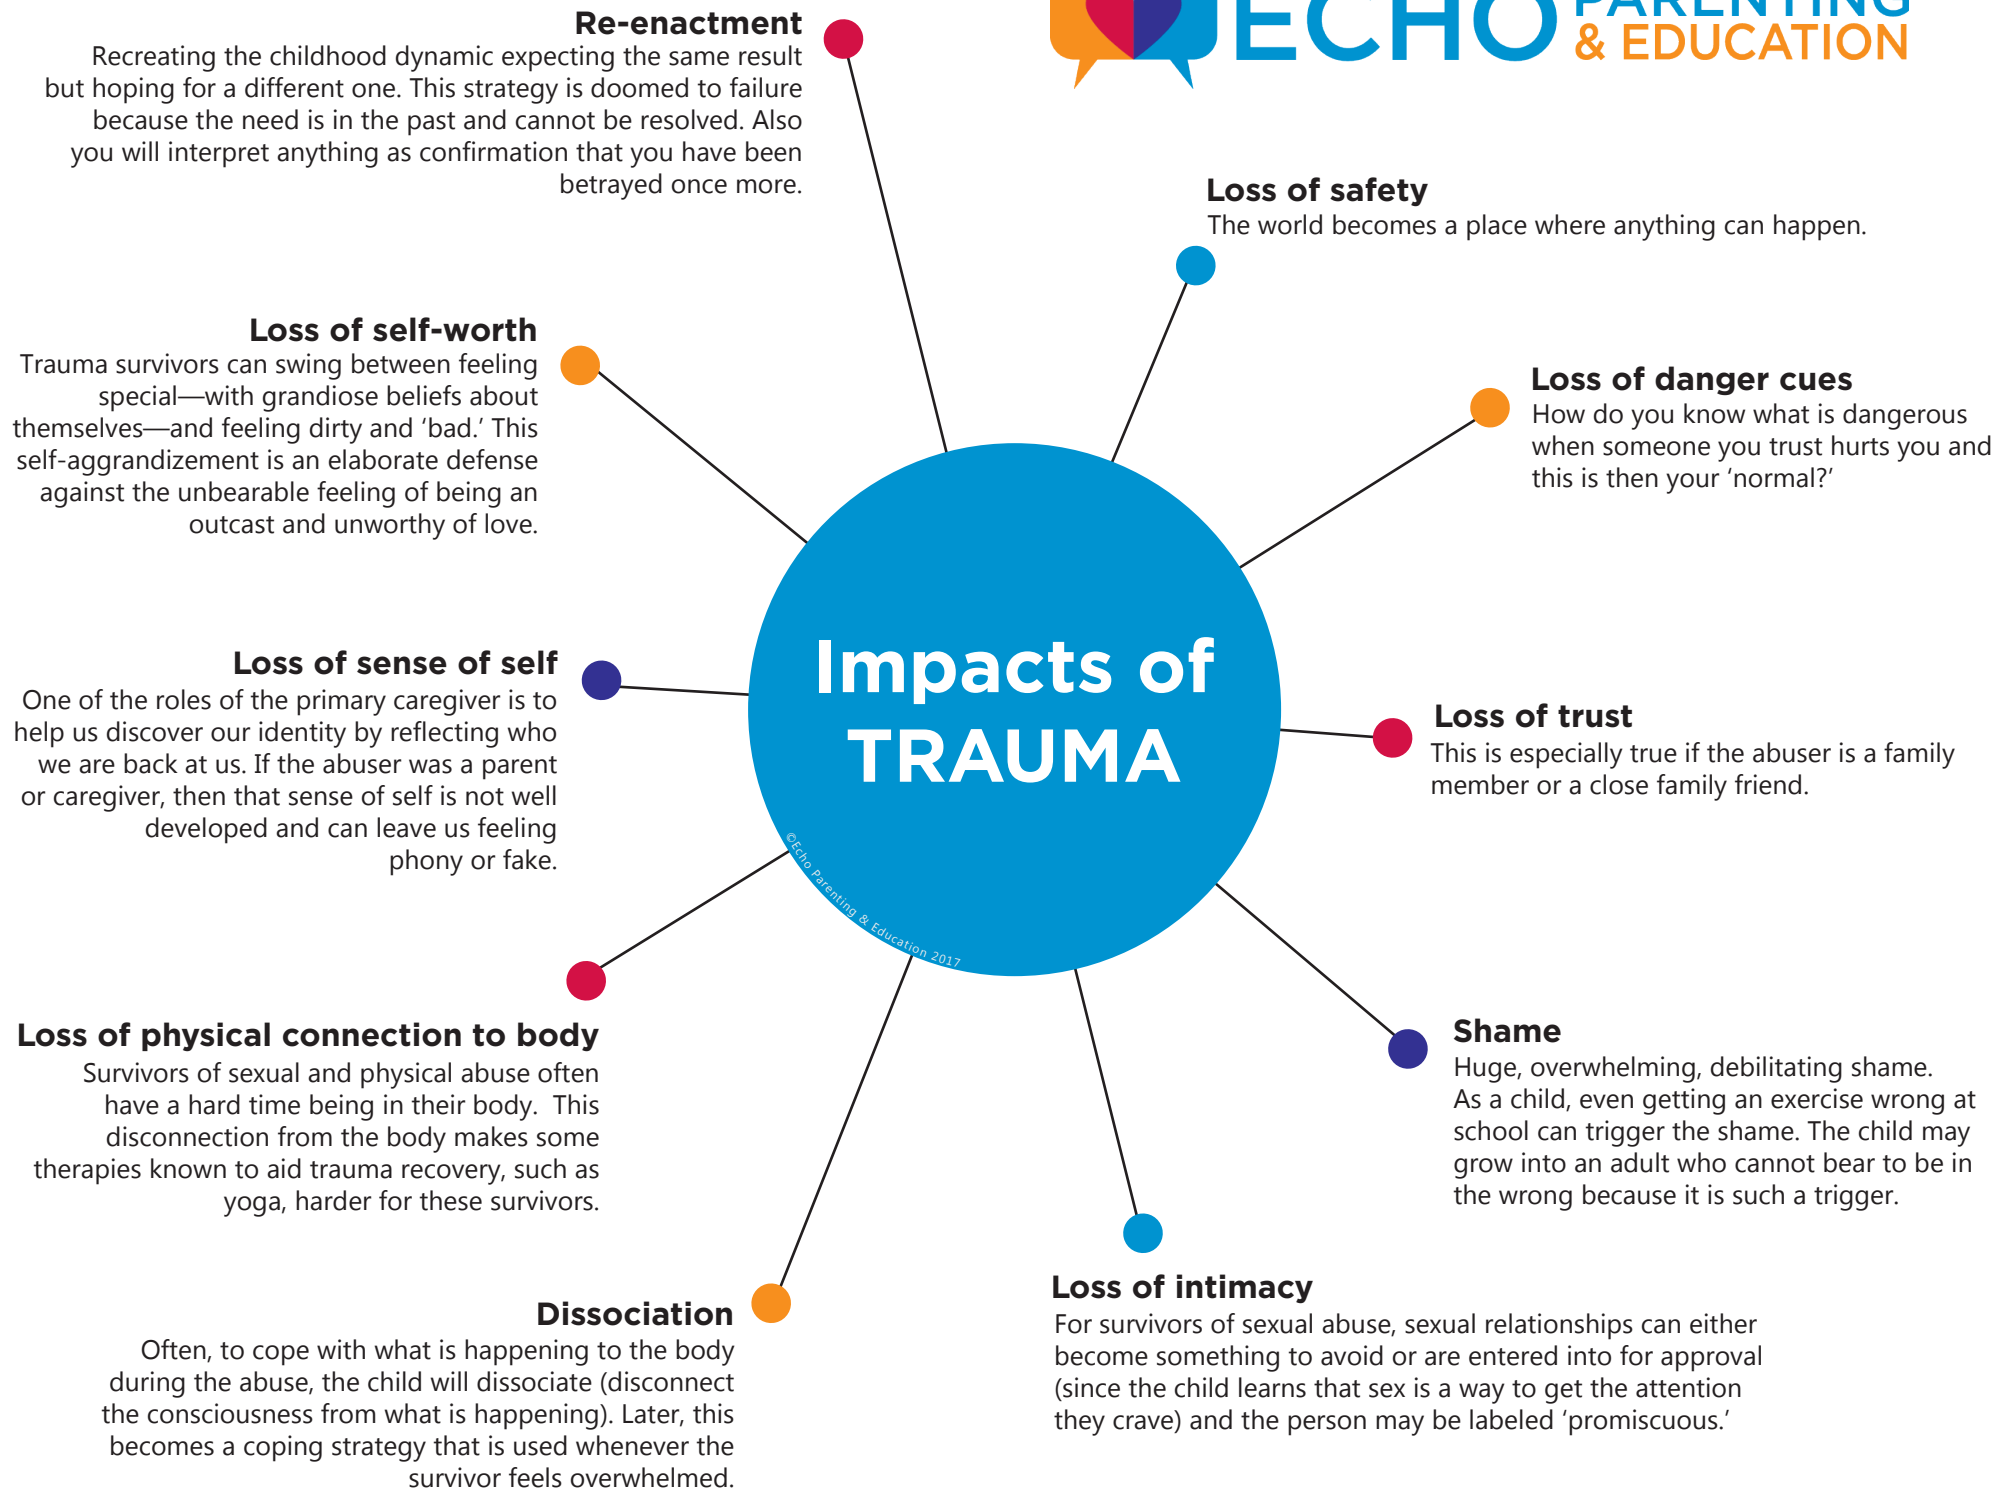 ECHO PARENTING
& EDUCATION
Re-enactment
Recreating the childhood dynamic expecting the same result
but hoping for a different one. This strategy is doomed to failure
because the need is in the past and cannot be resolved. Also
you will interpret anything as confirmation that you have been
betrayed once more.
Loss of safety
The world becomes a place where anything can happen.
Loss of self-worth
Trauma survivors can swing between feeling
special—with grandiose beliefs about
themselves—and feeling dirty and ‘bad.’ This
self-aggrandizement is an elaborate defense
against the unbearable feeling of being an
outcast and unworthy of love.
Loss of danger cues
How do you know what is dangerous
when someone you trust hurts you and
this is then your ‘normal?’
Impacts of
TRAUMA
©Echo Parenting & Education 2017
Loss of sense of self
One of the roles of the primary caregiver is to
help us discover our identity by reflecting who
we are back at us. If the abuser was a parent
or caregiver, then that sense of self is not well
developed and can leave us feeling
phony or fake.
Loss of trust
This is especially true if the abuser is a family
member or a close family friend.
Loss of physical connection to body
Survivors of sexual and physical abuse often
have a hard time being in their body.  This
disconnection from the body makes some
therapies known to aid trauma recovery, such as
yoga, harder for these survivors.
Shame
Huge, overwhelming, debilitating shame.
As a child, even getting an exercise wrong at
school can trigger the shame. The child may
grow into an adult who cannot bear to be in
the wrong because it is such a trigger.
Dissociation
Often, to cope with what is happening to the body
during the abuse, the child will dissociate (disconnect
the consciousness from what is happening). Later, this
becomes a coping strategy that is used whenever the
survivor feels overwhelmed.
Loss of intimacy
For survivors of sexual abuse, sexual relationships can either
become something to avoid or are entered into for approval
(since the child learns that sex is a way to get the attention
they crave) and the person may be labeled ‘promiscuous.’